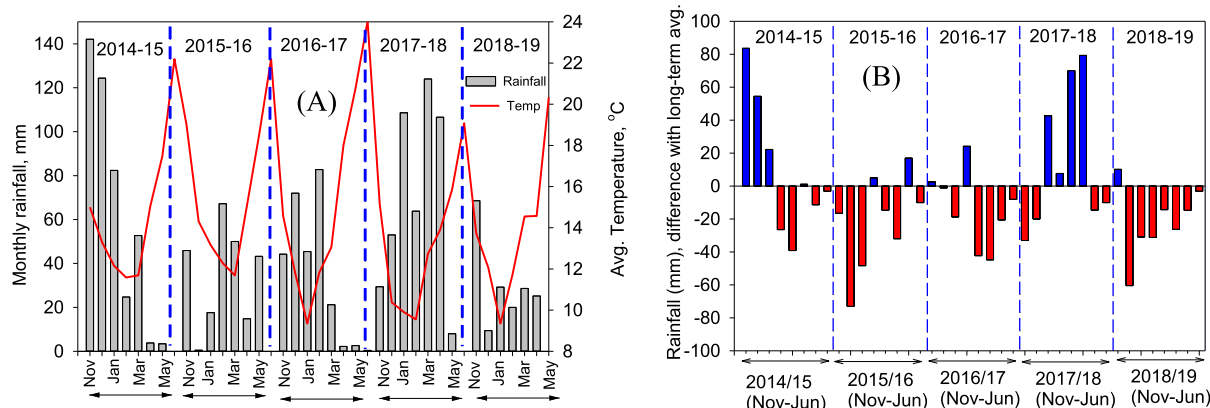 2014-15 2015-16 2016-17 2017-18 2018-19
(A)
Rainfall
Temp
Monthly rainfall, mm
0 20 40 60 80 100 120 140
Avg. Temperature, °C
8 10 12 14 16 18 20 22 24
Nov Jan Mar May Nov Jan Mar May Nov Jan Mar May Nov Jan Mar May Nov Jan Mar May
2014-15 2015-16 2016-17 2017-18 2018-19
(B)
Rainfall (mm), difference with long-term avg.
-100 -80 -60 -40 -20 0 20 40 60 80 100
2014/15 2015/16 2016/17 2017/18 2018/19
(Nov-Jun) (Nov-Jun) (Nov-Jun) (Nov-Jun) (Nov-Jun)